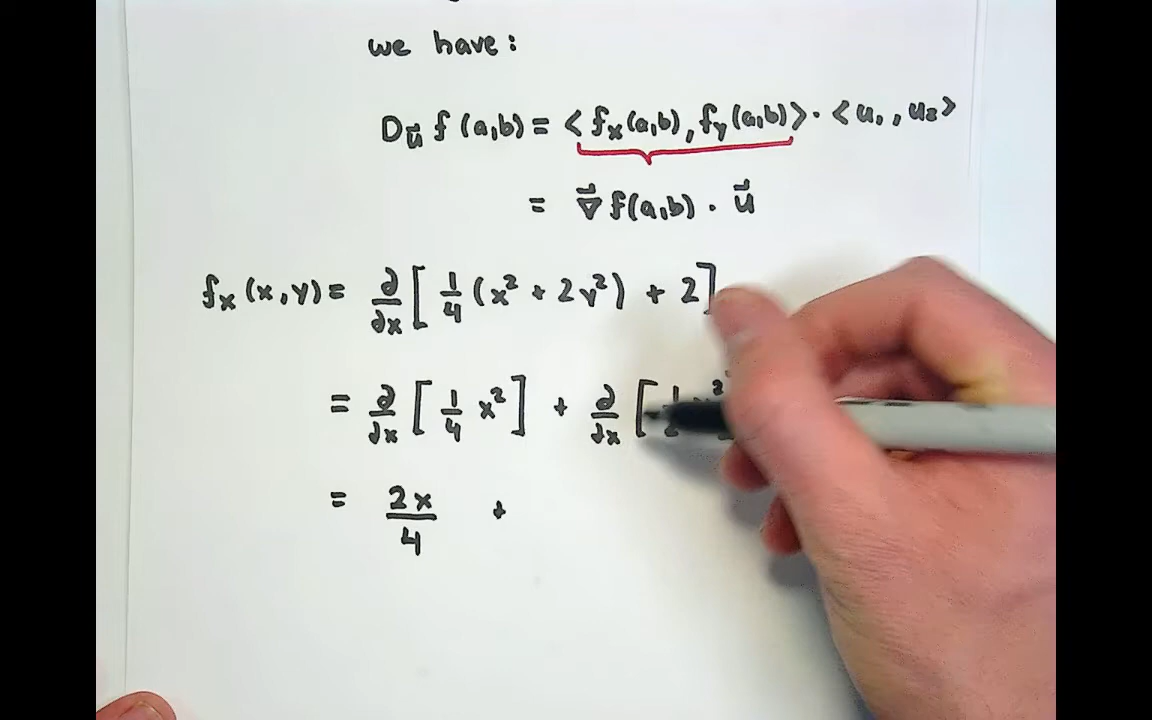 we have:
D_u⃗ f(a,b) = <f_x(a,b), f_y(a,b)> · <u₁, u₂>
= ∇⃗f(a,b) · u⃗
f_x(x,y) = ∂/∂x [1/4(x² + 2y²) + 2]
= ∂/∂x [1/4 x²] + ∂/∂x [
= 2x/4 +